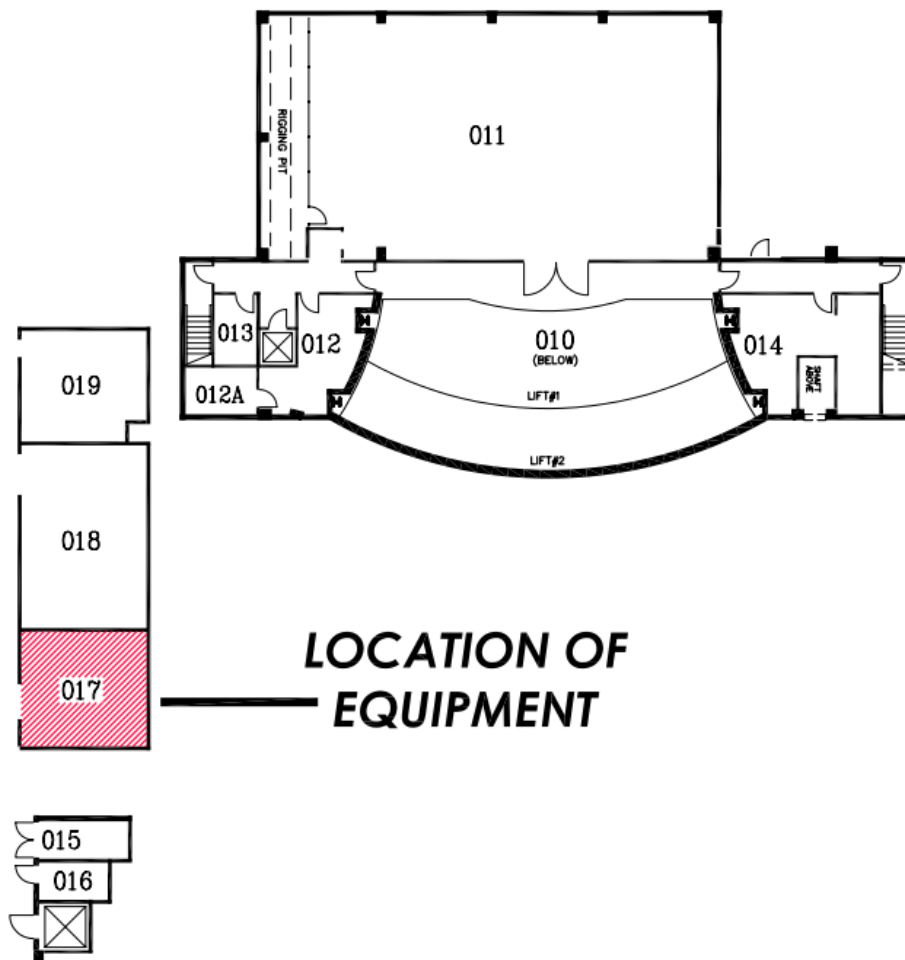 RIGGING PIT
011
013
012
010
(BELOW)
014
012A
SHAFT
ABOVE
LIFT#1
LIFT#2
019
018
017
LOCATION OF
EQUIPMENT
015
016